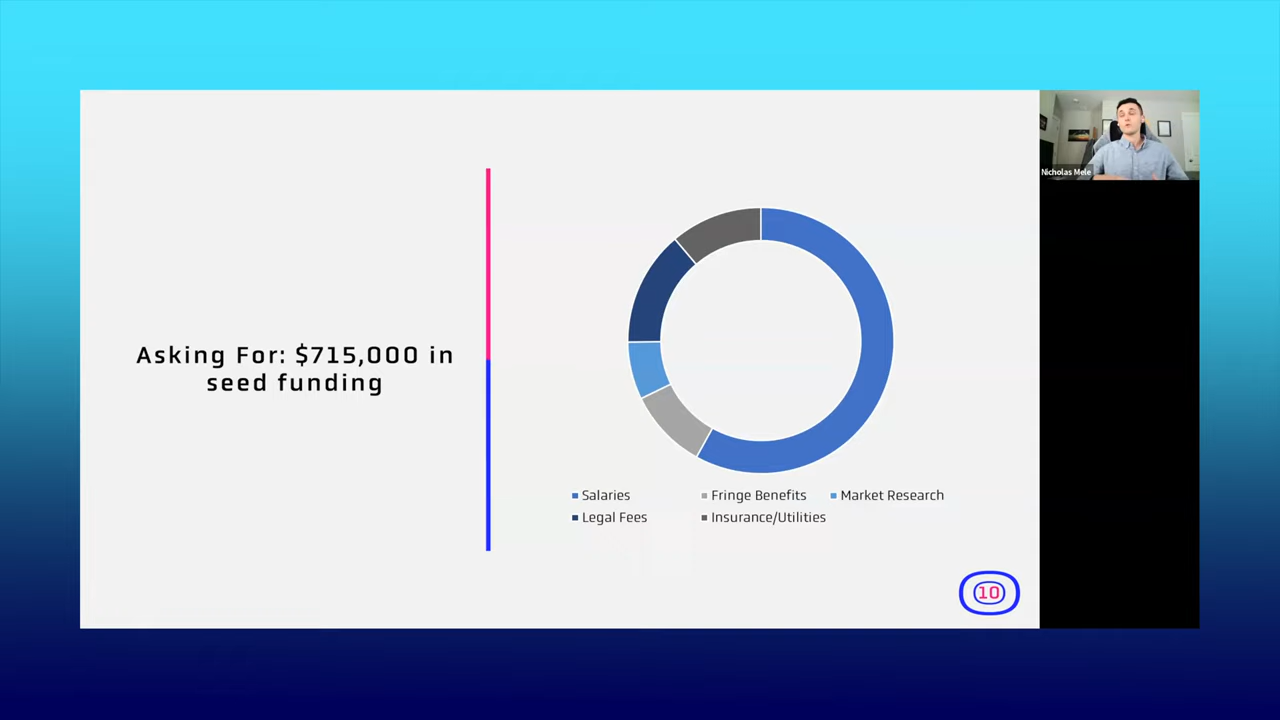 Nicholas Mele
Asking For: $715,000 in
seed funding
Salaries
Fringe Benefits
Market Research
Legal Fees
Insurance/Utilities
10